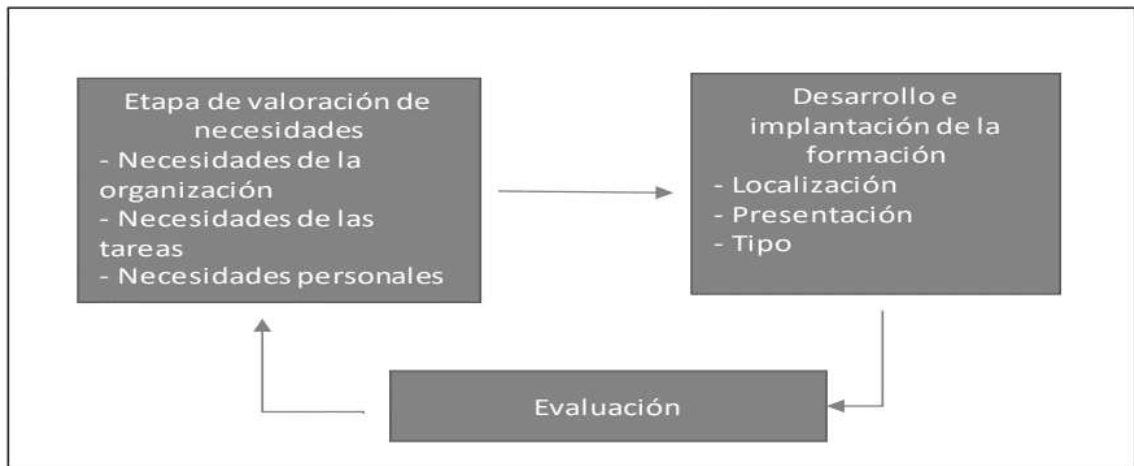 Etapa de valoración de
necesidades
- Necesidades de la
organización
- Necesidades de las
tareas
- Necesidades personales
Desarrollo e
implantación de la
formación
- Localización
- Presentación
- Tipo
Evaluación